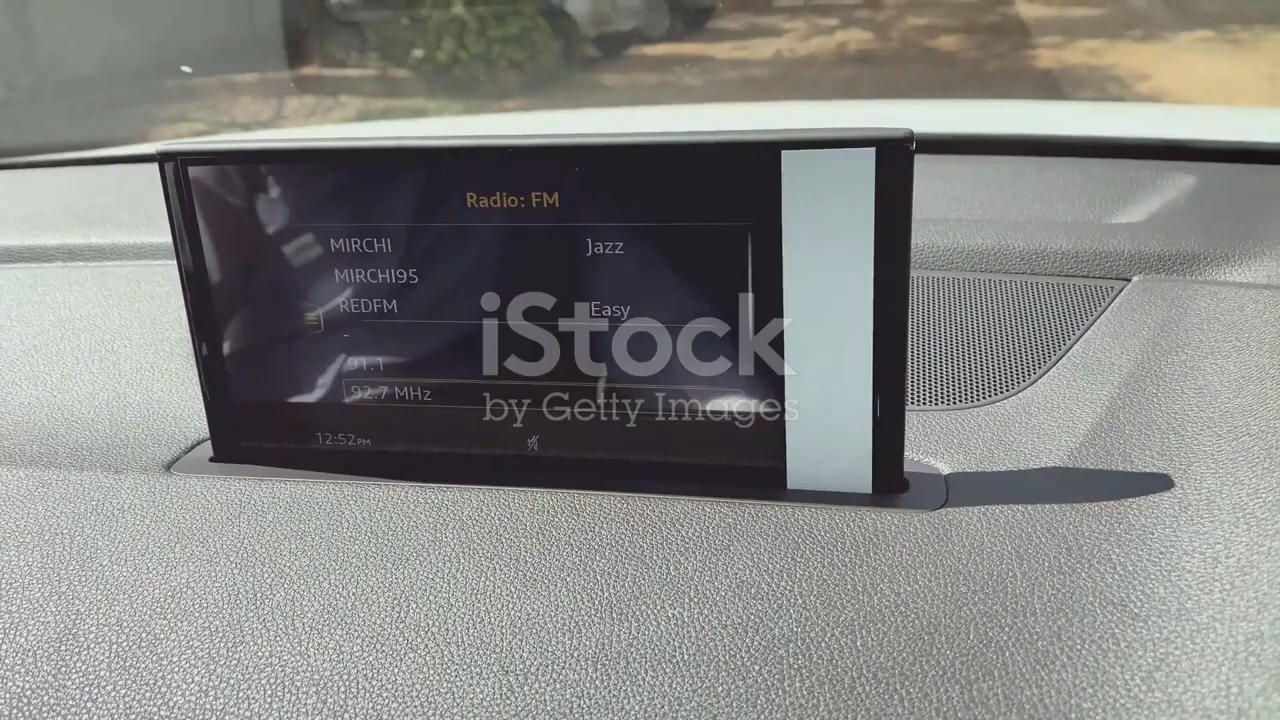 Radio: FM
MIRCHI Jazz
MIRCHI95
REDFM Easy
-
91.1
92.7 MHz
12:52PM
iStock
by Getty Images